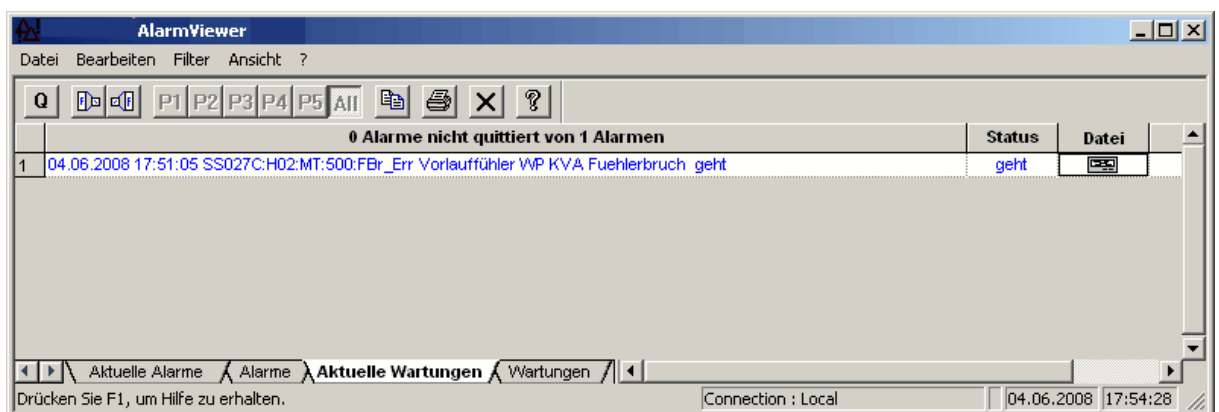 AlarmViewer
Datei Bearbeiten Filter Ansicht ?
Q P1 P2 P3 P4 P5 All
0 Alarme nicht quittiert von 1 Alarmen Status Datei
1 04.06.2008 17:51:05 SS027C:H02:MT:500:FBr_Err Vorlauffühler WP KVA Fuehlerbruch geht geht
Aktuelle Alarme Alarme Aktuelle Wartungen Wartungen
Drücken Sie F1, um Hilfe zu erhalten. Connection : Local 04.06.2008 17:54:28